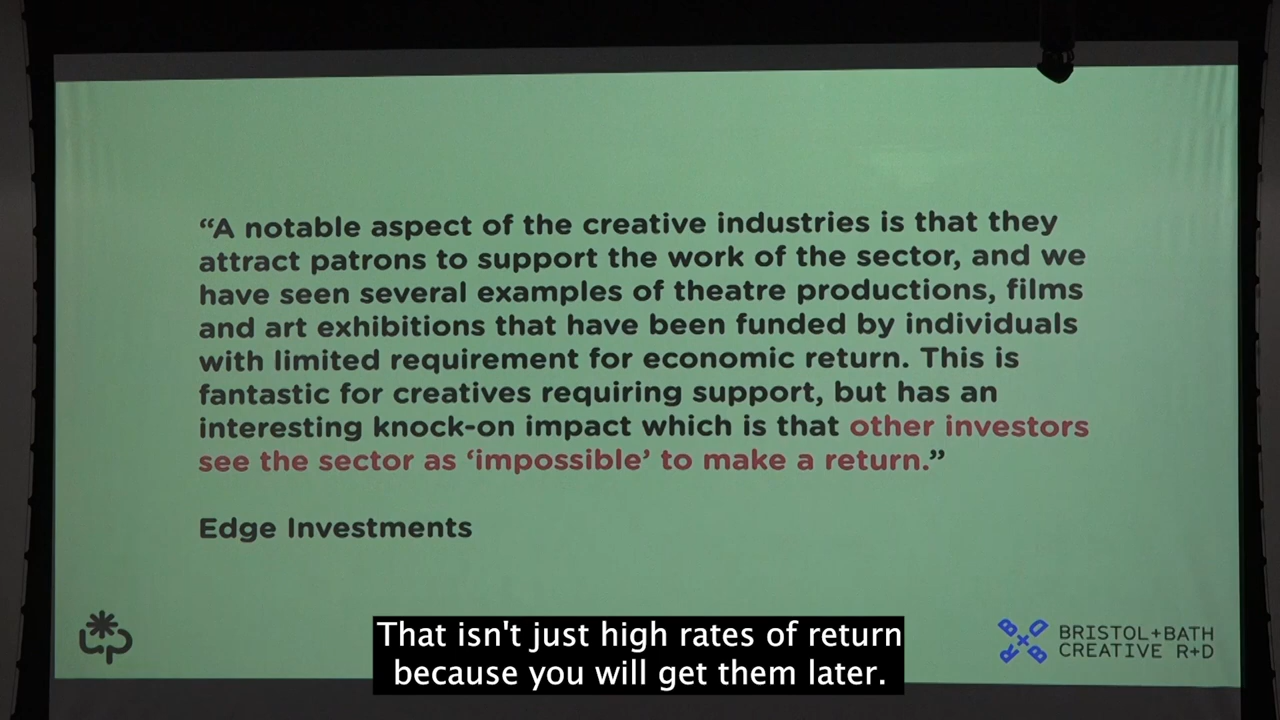 “A notable aspect of the creative industries is that they
attract patrons to support the work of the sector, and we
have seen several examples of theatre productions, films
and art exhibitions that have been funded by individuals
with limited requirement for economic return. This is
fantastic for creatives requiring support, but has an
interesting knock-on impact which is that other investors
see the sector as ‘impossible’ to make a return.”
Edge Investments
BRISTOL+BATH
CREATIVE R+D
That isn't just high rates of return
because you will get them later.